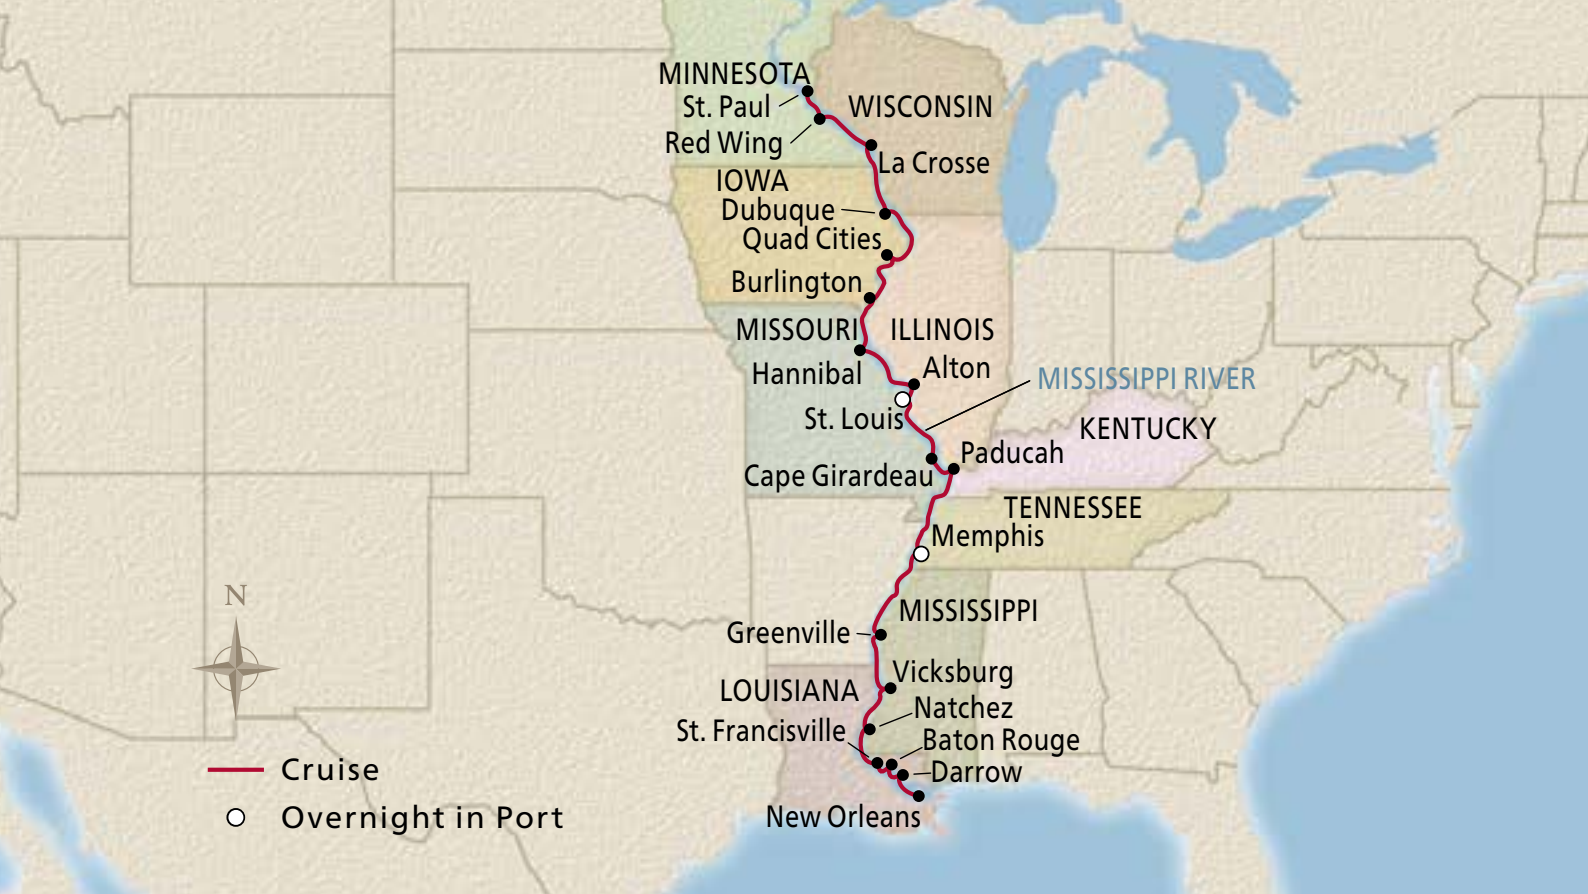 MINNESOTA
St. Paul
WISCONSIN
Red Wing
La Crosse
IOWA
Dubuque
Quad Cities
Burlington
MISSOURI
ILLINOIS
Hannibal
Alton
MISSISSIPPI RIVER
St. Louis
KENTUCKY
Paducah
Cape Girardeau
TENNESSEE
Memphis
N
MISSISSIPPI
Greenville
Vicksburg
LOUISIANA
Natchez
St. Francisville
Baton Rouge
Darrow
New Orleans
Cruise
Overnight in Port